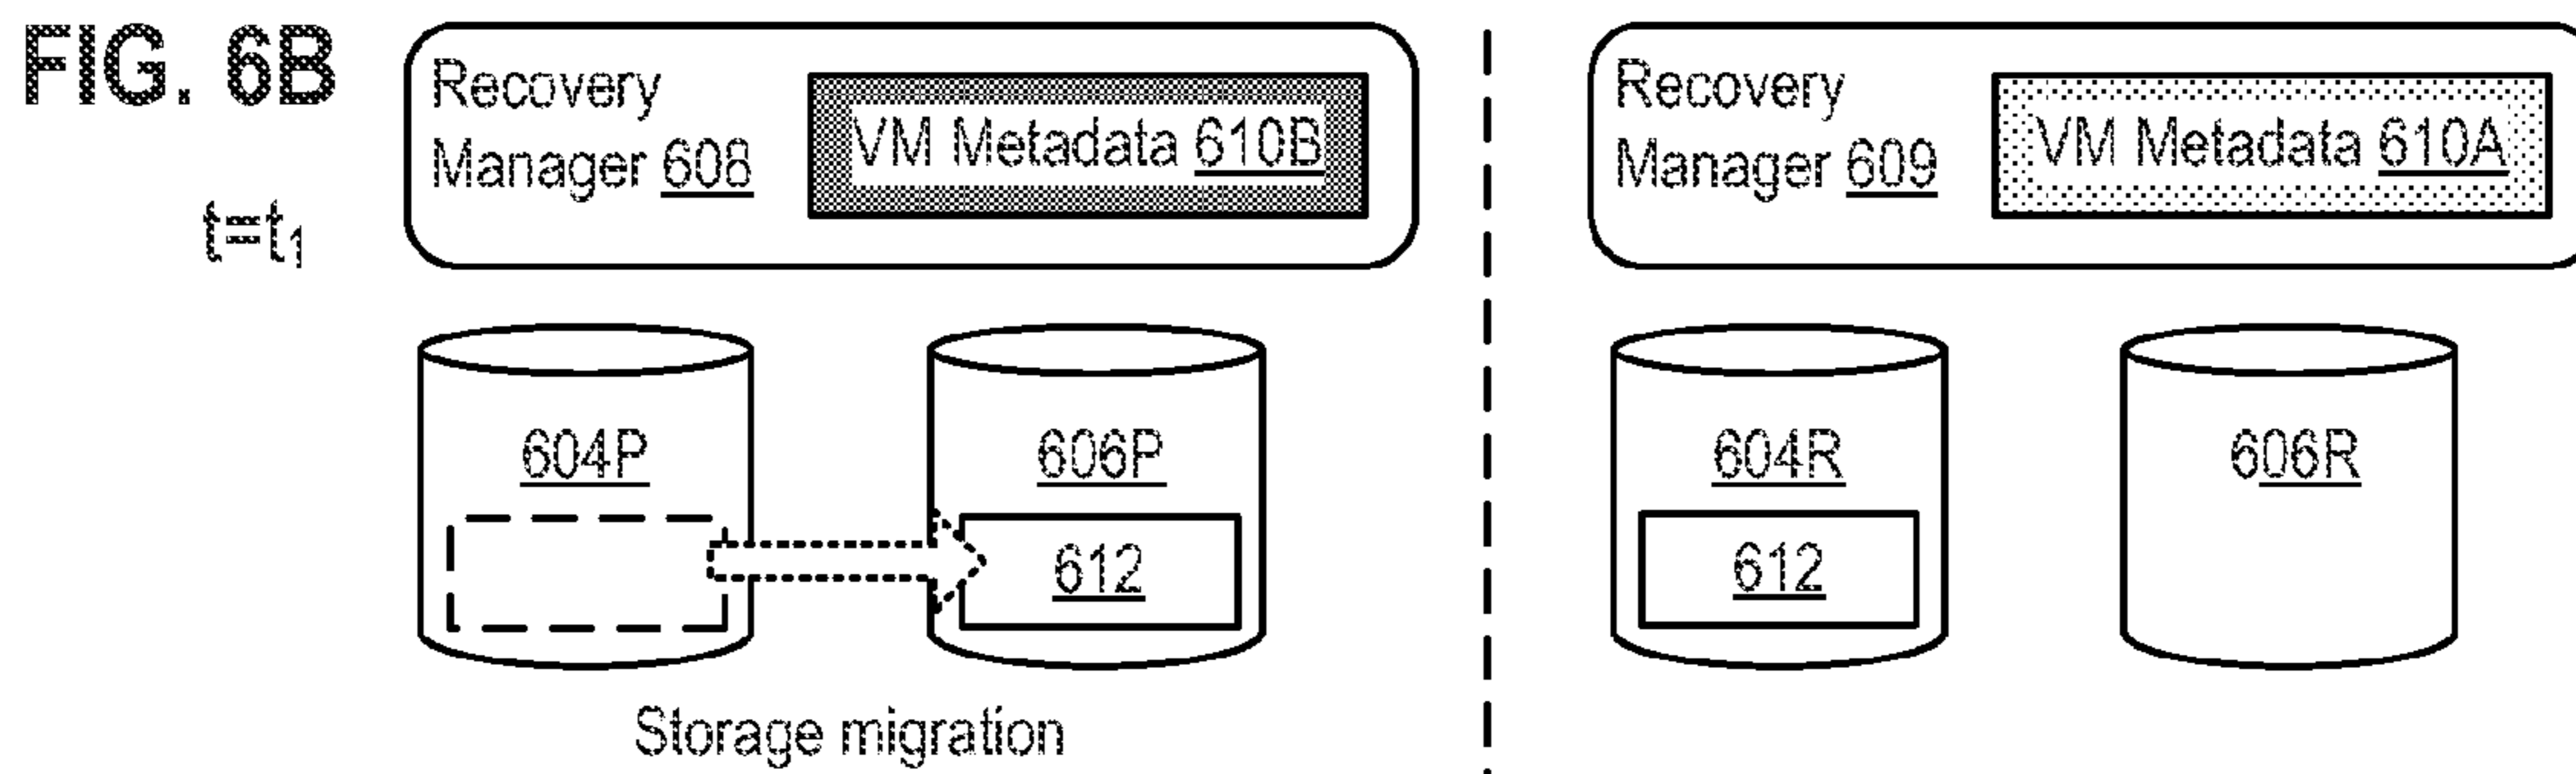 FIG. 6B
t=t₁
Recovery
Manager 608
VM Metadata 610B
Recovery
Manager 609
VM Metadata 610A
604P
606P
604R
606R
612
612
Storage migration